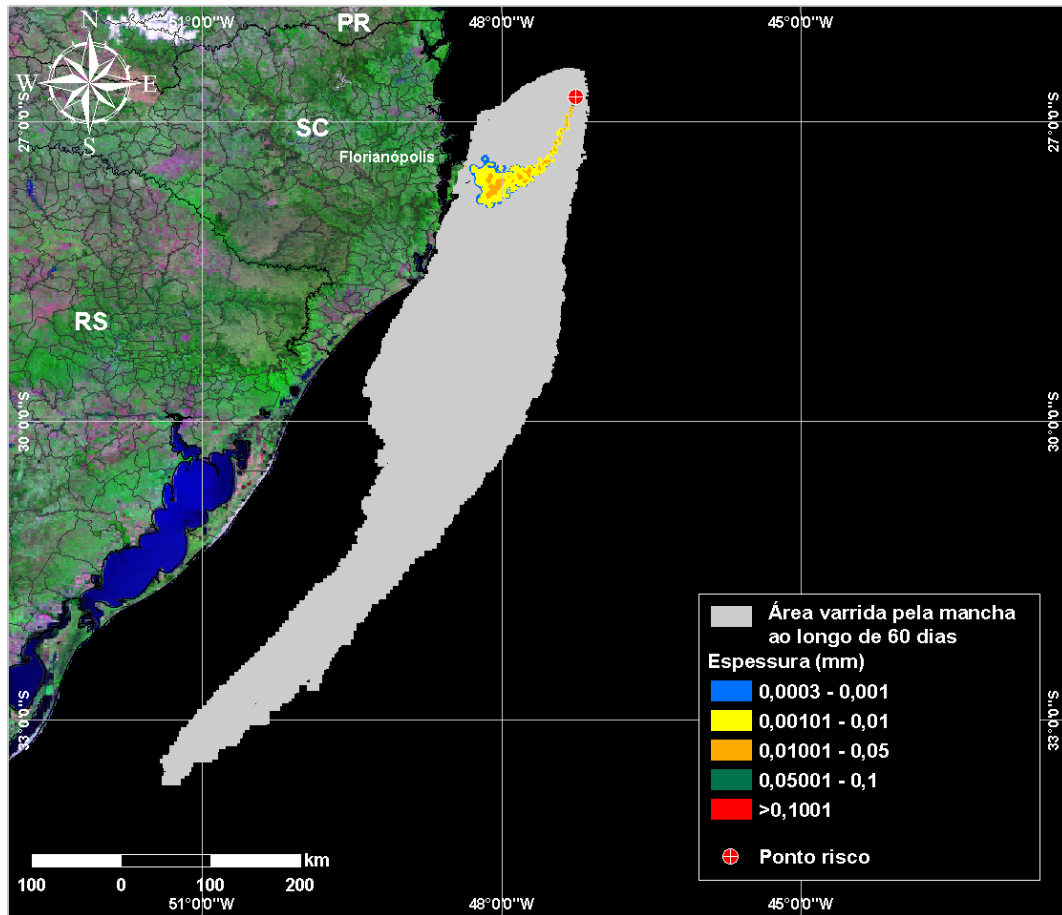 51°0'0"W
48°0'0"W
45°0'0"W
N
W
E
S
PR
27°0'0"S
27°0'0"S
SC
Florianópolis
RS
30°0'0"S
30°0'0"S
33°0'0"S
33°0'0"S
Área varrida pela mancha
ao longo de 60 dias
Espessura (mm)
0,0003 - 0,001
0,00101 - 0,01
0,01001 - 0,05
0,05001 - 0,1
>0,1001
Ponto risco
km
100 0 100 200
51°0'0"W
48°0'0"W
45°0'0"W